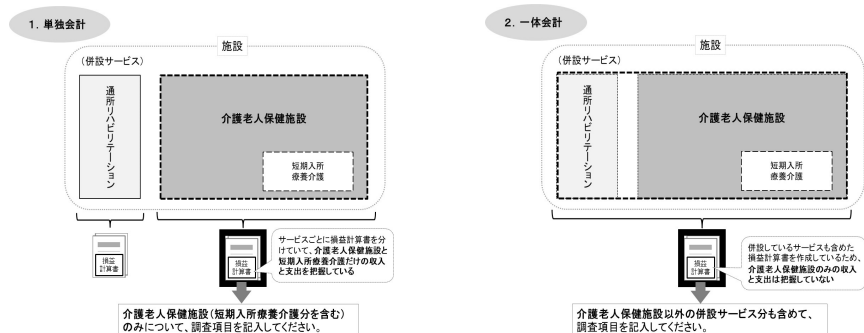 1. 単独会計
施設
(併設サービス)
通所リハビリテーション
介護老人保健施設
短期入所
療養介護
損益
計算書
損益
計算書
サービスごとに損益計算書を分
けていて、介護老人保健施設と
短期入所療養介護だけの収入
と支出を把握している
介護老人保健施設(短期入所療養介護分を含む)
のみについて、調査項目を記入してください。
2. 一体会計
施設
(併設サービス)
通所リハビリテーション
介護老人保健施設
短期入所
療養介護
損益
計算書
併設しているサービスも含めた
損益計算書を作成しているため、
介護老人保健施設のみの収入
と支出は把握していない
介護老人保健施設以外の併設サービス分も含めて、
調査項目を記入してください。